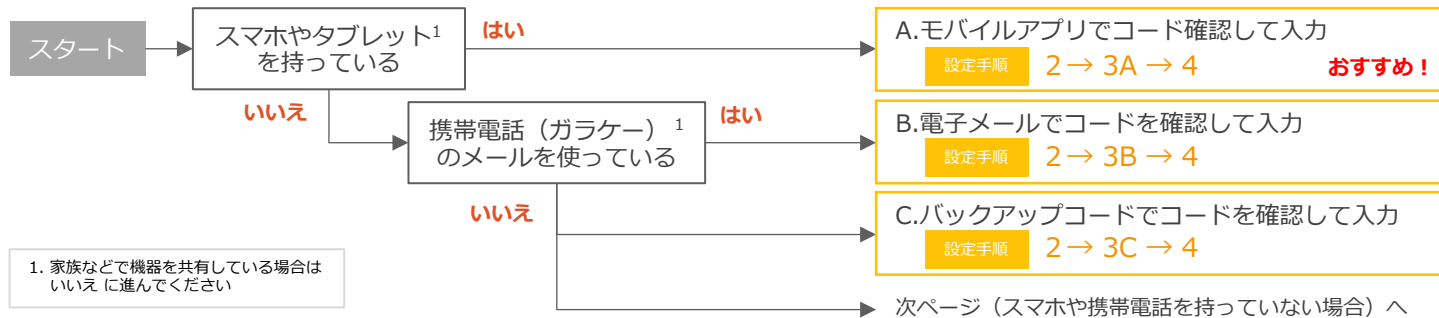 スタート
スマホやタブレット1
を持っている
はい
A.モバイルアプリでコード確認して入力
設定手順 2 → 3A → 4 おすすめ！
いいえ
携帯電話（ガラケー）1
のメールを使っている
はい
B.電子メールでコードを確認して入力
設定手順 2 → 3B → 4
いいえ
C.バックアップコードでコードを確認して入力
設定手順 2 → 3C → 4
1. 家族などで機器を共有している場合は
いいえ に進んでください
次ページ（スマホや携帯電話を持っていない場合）へ